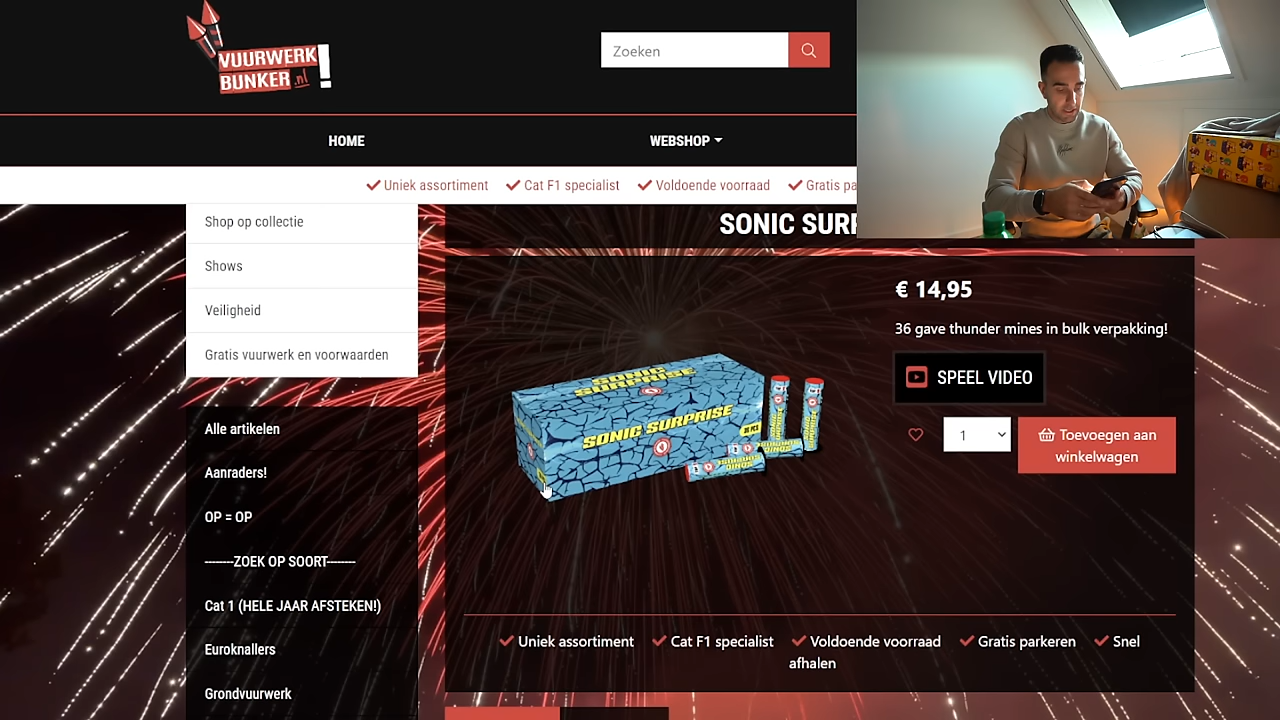 VUURWERK
BUNKER.nl
Zoeken
HOME
WEBSHOP
Uniek assortiment
Cat F1 specialist
Voldoende voorraad
Gratis pa
Shop op collectie
Shows
Veiligheid
Gratis vuurwerk en voorwaarden
SONIC SURP
€ 14,95
36 gave thunder mines in bulk verpakking!
SPEEL VIDEO
1
Toevoegen aan
winkelwagen
SONIC
SURPRISE
SONIC SURPRISE
Alle artikelen
Aanraders!
OP = OP
--------ZOEK OP SOORT--------
Cat 1 (HELE JAAR AFSTEKEN!)
Euroknallers
Grondvuurwerk
Uniek assortiment
Cat F1 specialist
Voldoende voorraad
Gratis parkeren
Snel
afhalen